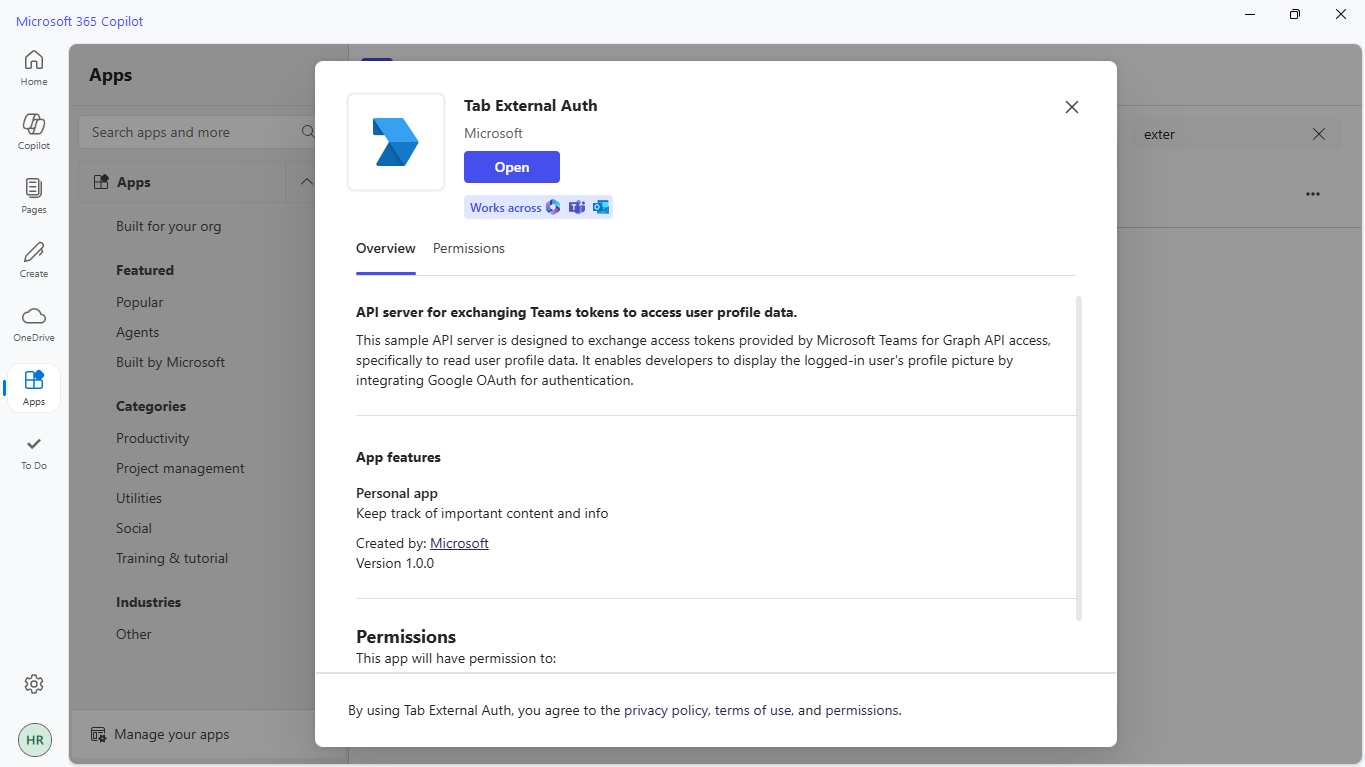 Microsoft 365 Copilot
Home
Copilot
Pages
Create
OneDrive
Apps
To Do
HR
Apps
Search apps and more
Apps
Built for your org
Featured
Popular
Agents
Built by Microsoft
Categories
Productivity
Project management
Utilities
Social
Training & tutorial
Industries
Other
Manage your apps
exter
Tab External Auth
Microsoft
Open
Works across
Overview Permissions
API server for exchanging Teams tokens to access user profile data.
This sample API server is designed to exchange access tokens provided by Microsoft Teams for Graph API access,
specifically to read user profile data. It enables developers to display the logged-in user's profile picture by
integrating Google OAuth for authentication.
App features
Personal app
Keep track of important content and info
Created by: Microsoft
Version 1.0.0
Permissions
This app will have permission to:
By using Tab External Auth, you agree to the privacy policy, terms of use, and permissions.